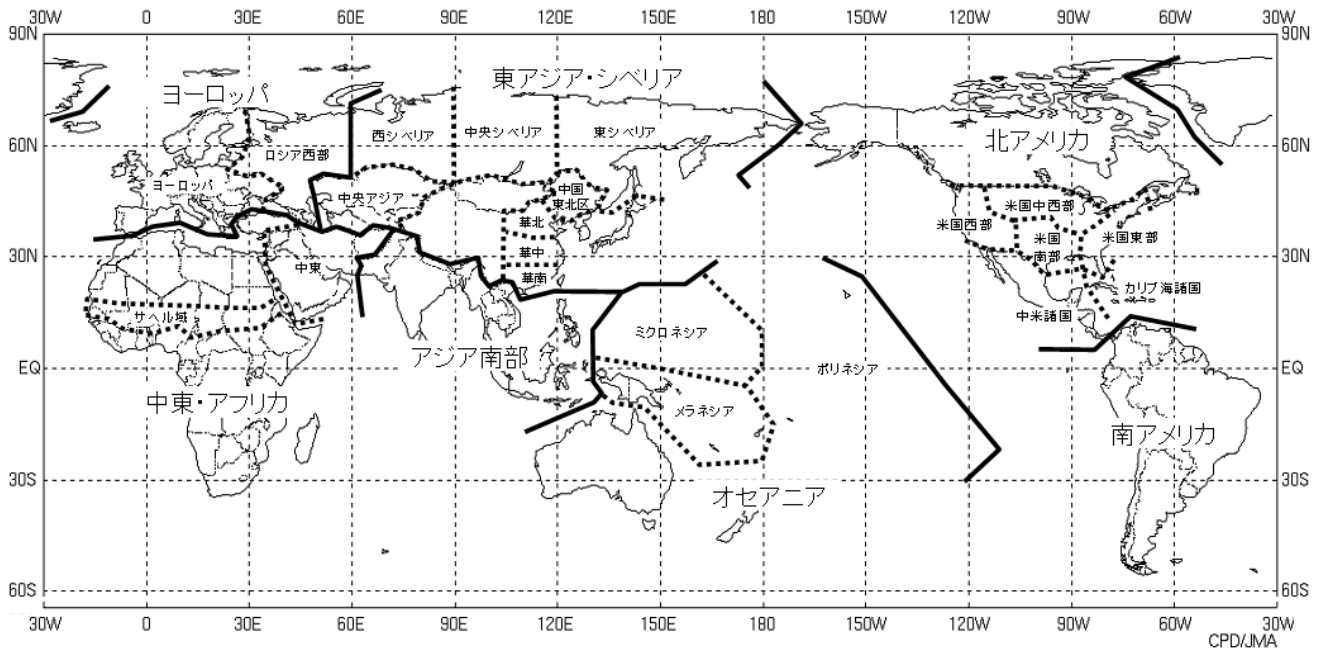 30W 0 30E 60E 90E 120E 150E 180 150W 120W 90W 60W 30W
90N 90N
東アジア・シベリア
ヨーロッパ
西シベリア 中央シベリア 東シベリア
北アメリカ
60N 60N
ロシア西部
ヨーロッパ
中央アジア
中国
東北区
米国中西部
華北
米国西部
米国
南部
米国東部
30N 30N
華中
中東
華南
カリブ海諸国
サヘル域
中米諸国
ミクロネシア
アジア南部
EQ EQ
ポリネシア
中東・アフリカ
メラネシア
南アメリカ
30S 30S
オセアニア
60S 60S
30W 0 30E 60E 90E 120E 150E 180 150W 120W 90W 60W 30W
CPD/JMA